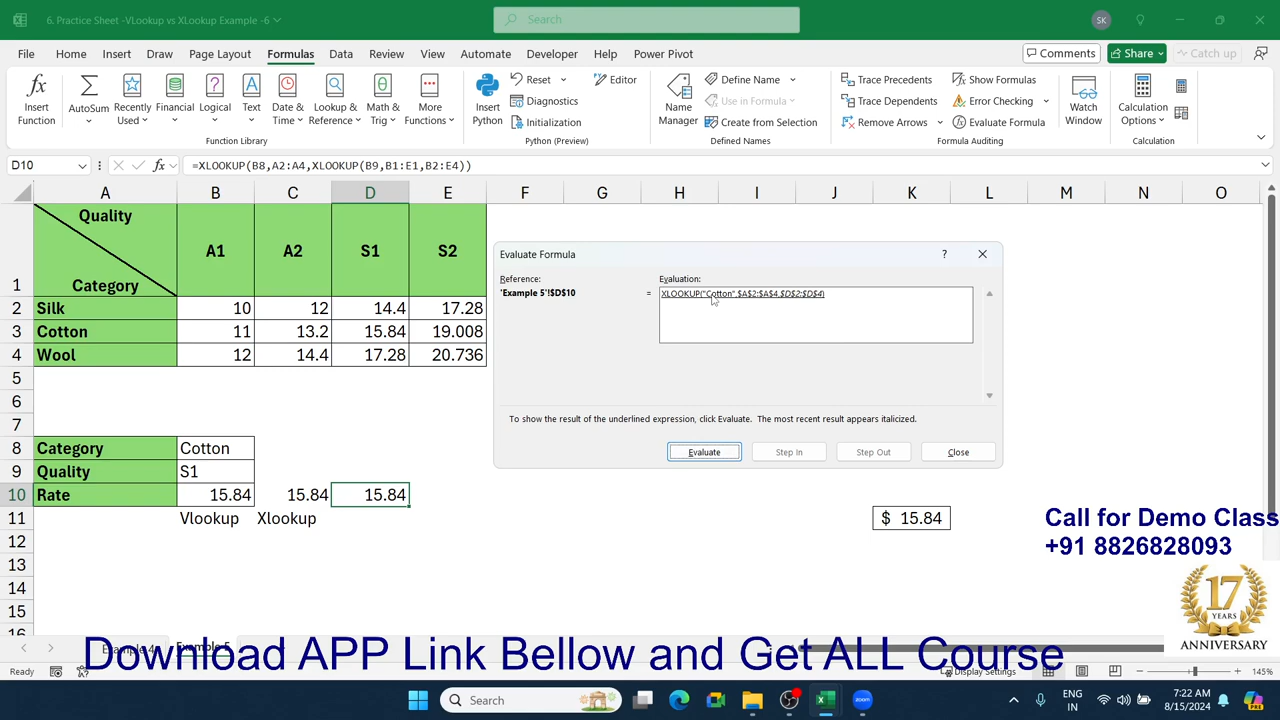 6. Practice Sheet -VLookup vs XLookup Example -6
Search
SK
File Home Insert Draw Page Layout Formulas Data Review View Automate Developer Help Power Pivot
Comments Share Catch up
Insert Function
AutoSum
Recently Used
Financial
Logical
Text
Date & Time
Lookup & Reference
Math & Trig
More Functions
Function Library
Insert Python
Reset
Diagnostics
Initialization
Editor
Python (Preview)
Name Manager
Define Name
Use in Formula
Create from Selection
Defined Names
Trace Precedents
Trace Dependents
Remove Arrows
Show Formulas
Error Checking
Evaluate Formula
Formula Auditing
Watch Window
Calculation Options
Calculation
D10 fx =XLOOKUP(B8,A2:A4,XLOOKUP(B9,B1:E1,B2:E4))
A B C D E F G H I J K L M N O
Quality
1 Category A1 A2 S1 S2
2 Silk 10 12 14.4 17.28
3 Cotton 11 13.2 15.84 19.008
4 Wool 12 14.4 17.28 20.736
5
6
7
8 Category Cotton
9 Quality S1
10 Rate 15.84 15.84 15.84
11 Vlookup Xlookup $ 15.84
12
13
14
15
16
Evaluate Formula ?
Reference: Evaluation:
'Example 5'!$D$10 = XLOOKUP("Cotton",$A$2:$A$4,$D$2:$D$4)
To show the result of the underlined expression, click Evaluate. The most recent result appears italicized.
Evaluate Step In Step Out Close
Call for Demo Class
+91 8826828093
17
YEARS
ANNIVERSARY
Example 4 Example 5
Download APP Link Bellow and Get ALL Course
Ready Display Settings 145%
Search
ENG
IN
7:22 AM
8/15/2024